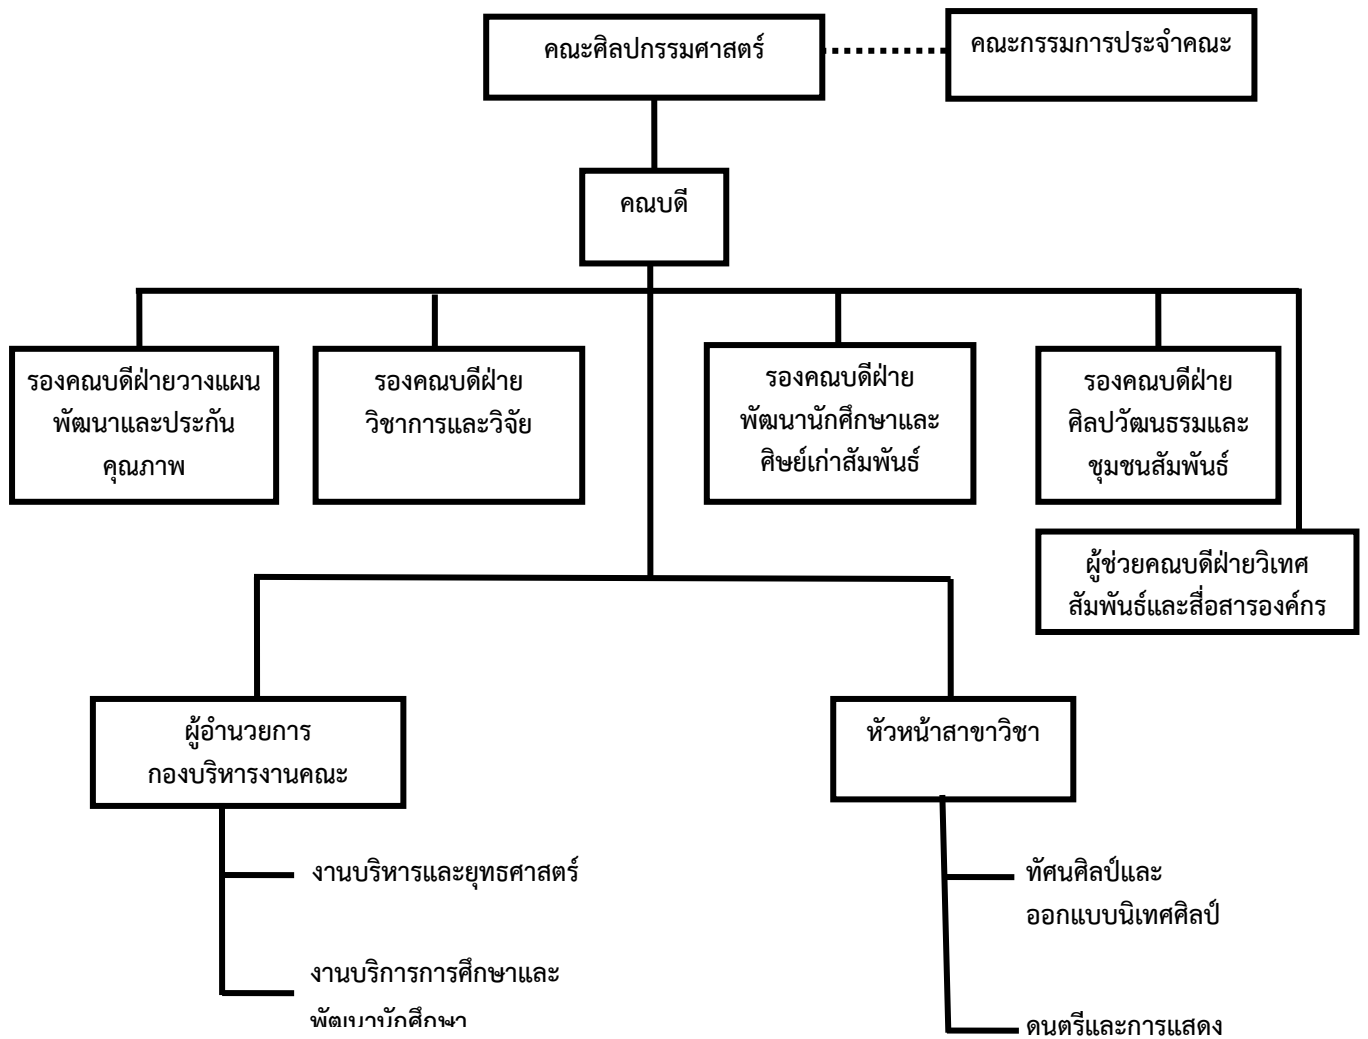 คณะศิลปกรรมศาสตร์
คณะกรรมการประจำคณะ
คณบดี
รองคณบดีฝ่ายวางแผน
พัฒนาและประกัน
คุณภาพ
รองคณบดีฝ่าย
วิชาการและวิจัย
รองคณบดีฝ่าย
พัฒนานักศึกษาและ
ศิษย์เก่าสัมพันธ์
รองคณบดีฝ่าย
ศิลปวัฒนธรรมและ
ชุมชนสัมพันธ์
ผู้ช่วยคณบดีฝ่ายวิเทศ
สัมพันธ์และสื่อสารองค์กร
ผู้อำนวยการ
กองบริหารงานคณะ
หัวหน้าสาขาวิชา
งานบริหารและยุทธศาสตร์
งานบริการการศึกษาและ
พัฒนานักศึกษา
ทัศนศิลป์และ
ออกแบบนิเทศศิลป์
ดนตรีและการแสดง